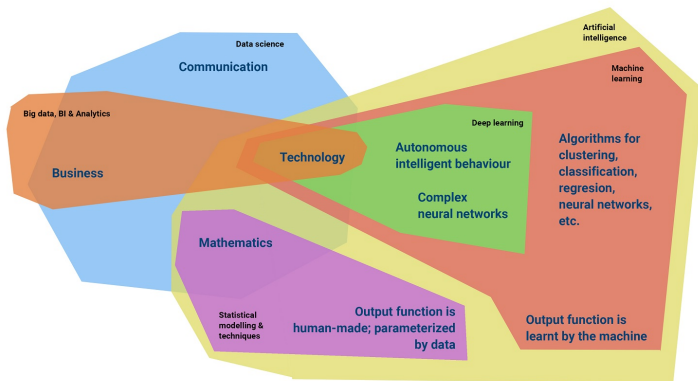 Artificial
intelligence
Data science
Communication
Machine
learning
Big data, BI & Analytics
Deep learning
Algorithms for
clustering,
classification,
regresion,
neural networks,
etc.
Autonomous
intelligent behaviour
Technology
Business
Complex
neural networks
Mathematics
Statistical
modelling &
techniques
Output function is
human-made; parameterized
by data
Output function is
learnt by the machine